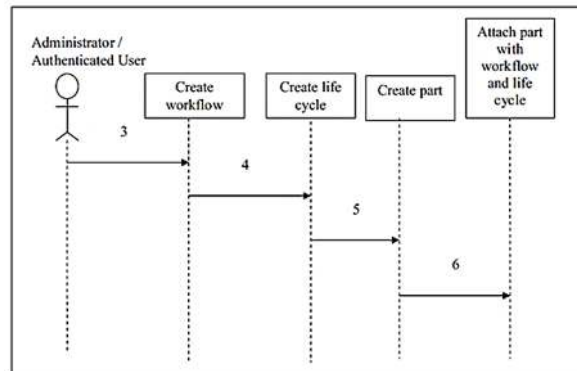 Administrator /
Authenticated User
Create
workflow
Create life
cycle
Create part
Attach part
with
workflow
and life
cycle
3
4
5
6